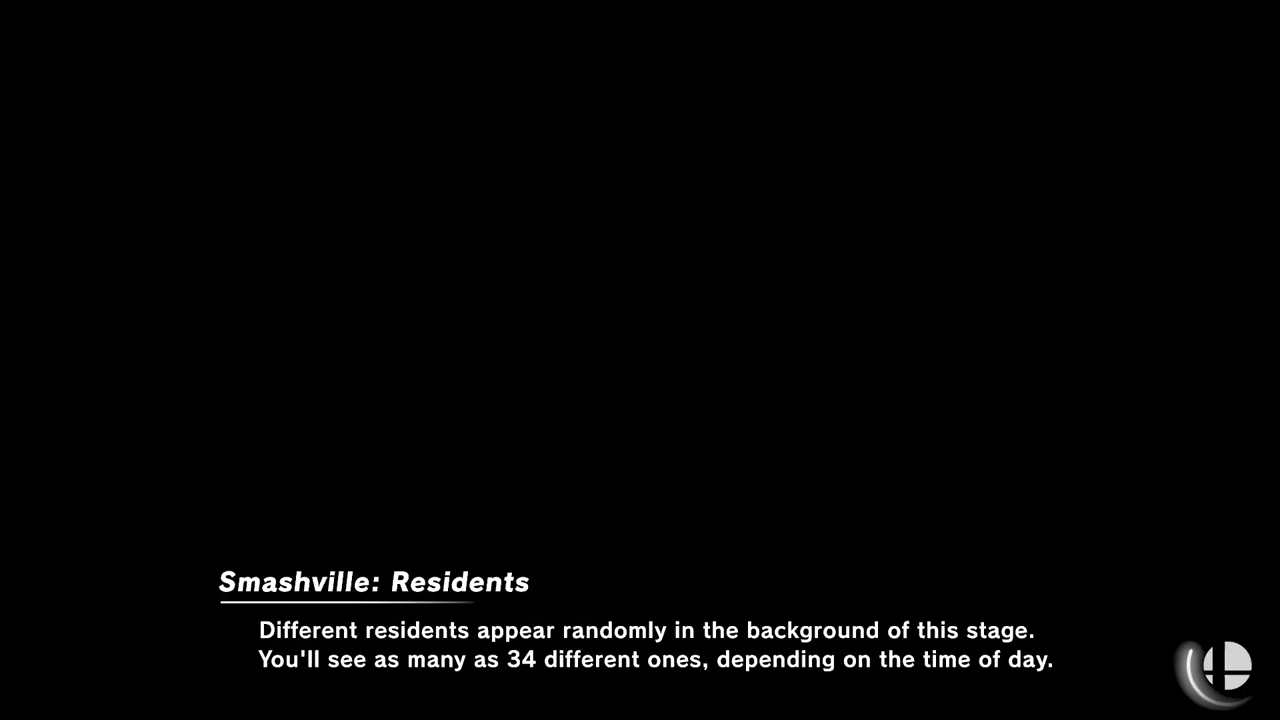 Smashville: Residents
Different residents appear randomly in the background of this stage.
You'll see as many as 34 different ones, depending on the time of day.